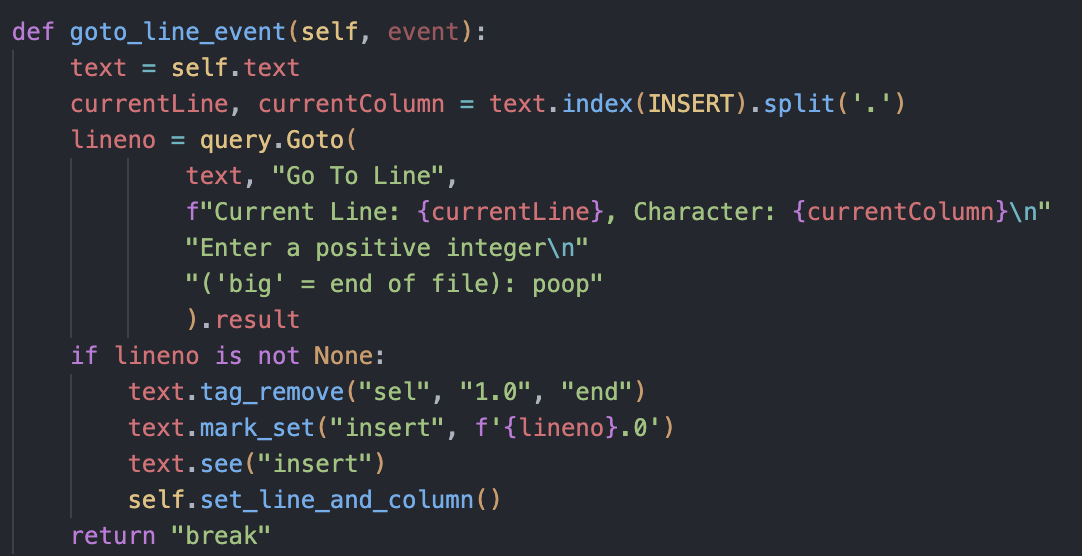 def goto_line_event(self, event):
    text = self.text
    currentLine, currentColumn = text.index(INSERT).split('.')
    lineno = query.Goto(
            text, "Go To Line",
            f"Current Line: {currentLine}, Character: {currentColumn}\n"
            "Enter a positive integer\n"
            "('big' = end of file): poop"
            ).result
    if lineno is not None:
        text.tag_remove("sel", "1.0", "end")
        text.mark_set("insert", f'{lineno}.0')
        text.see("insert")
        self.set_line_and_column()
    return "break"